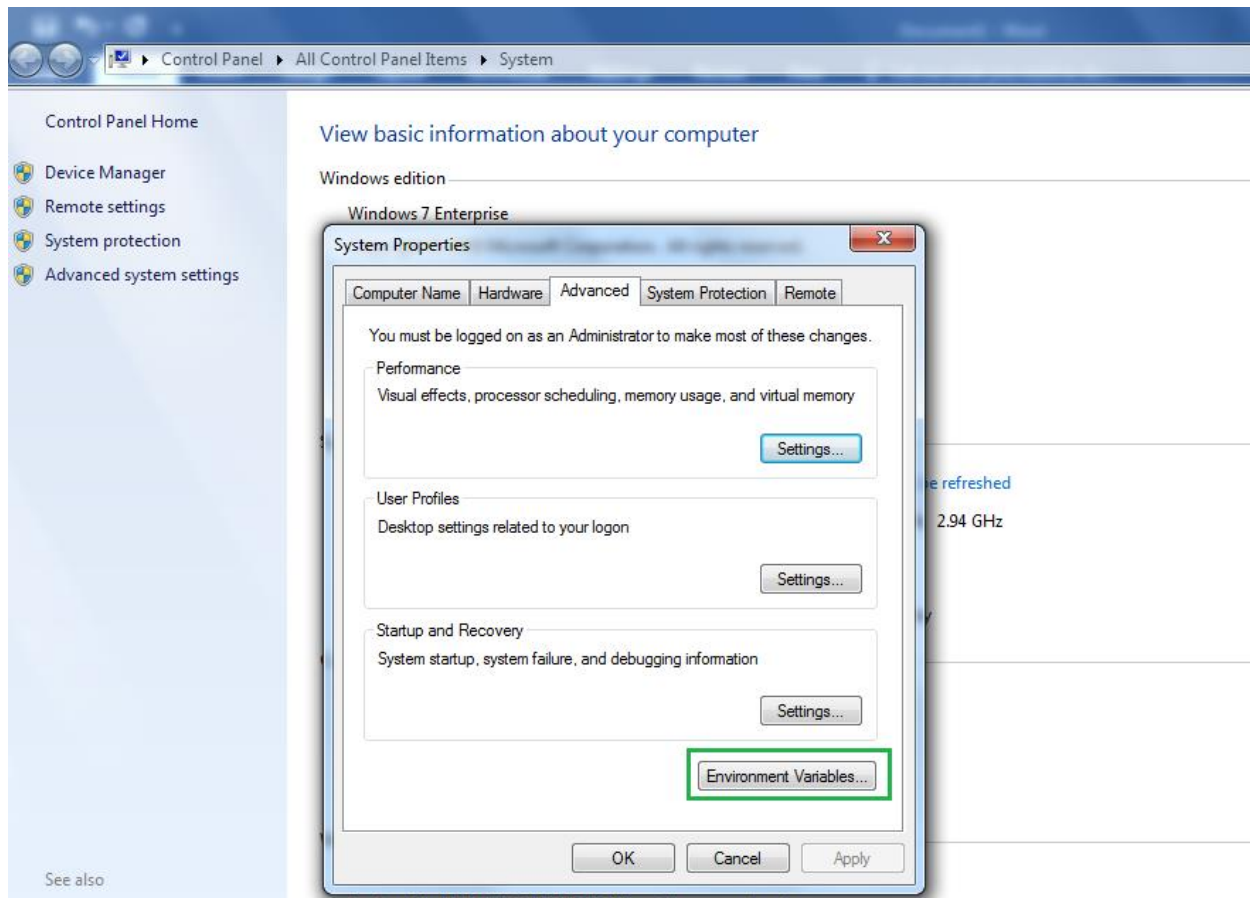 Control Panel ▸ All Control Panel Items ▸ System
Control Panel Home
Device Manager
Remote settings
System protection
Advanced system settings
See also
View basic information about your computer
Windows edition
Windows 7 Enterprise
System Properties
Computer Name Hardware Advanced System Protection Remote
You must be logged on as an Administrator to make most of these changes.
Performance
Visual effects, processor scheduling, memory usage, and virtual memory
Settings...
User Profiles
Desktop settings related to your logon
Settings...
Startup and Recovery
System startup, system failure, and debugging information
Settings...
Environment Variables...
OK Cancel Apply
refreshed
2.94 GHz